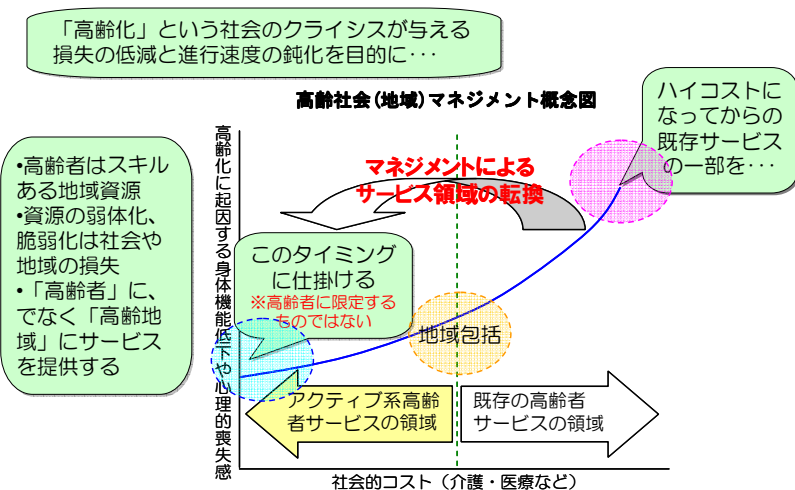 「高齢化」という社会のクライシスが与える
損失の低減と進行速度の鈍化を目的に･･･
高齢社会(地域)マネジメント概念図
ハイコストに
なってからの
既存サービス
の一部を･･･
•高齢者はスキル
ある地域資源
•資源の弱体化、
脆弱化は社会や
地域の損失
•「高齢者」に、
でなく「高齢地
域」にサービス
を提供する
高齢化に起因する身体機能低下や心理的喪失感
マネジメントによる
サービス領域の転換
このタイミング
に仕掛ける
※高齢者に限定する
ものではない
地域包括
アクティブ系高齢
者サービスの領域
既存の高齢者
サービスの領域
社会的コスト（介護・医療など）